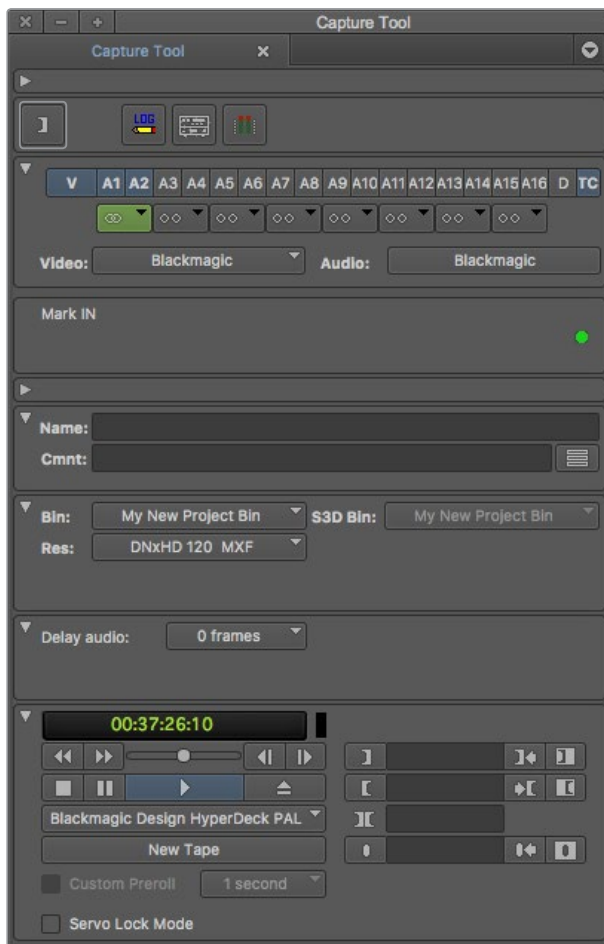 Capture Tool
Capture Tool
LOG
V A1 A2 A3 A4 A5 A6 A7 A8 A9 A10 A11 A12 A13 A14 A15 A16 D TC
Video: Blackmagic Audio: Blackmagic
Mark IN
Name:
Cmnt:
Bin: My New Project Bin S3D Bin: My New Project Bin
Res: DNxHD 120 MXF
Delay audio: 0 frames
00:37:26:10
Blackmagic Design HyperDeck PAL
New Tape
Custom Preroll 1 second
Servo Lock Mode